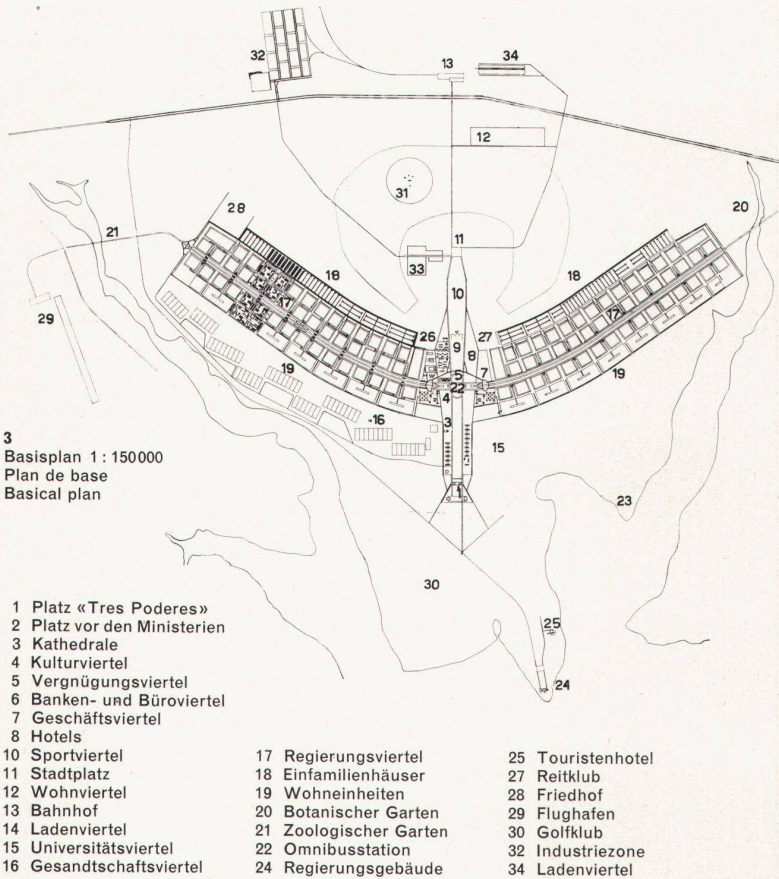 32
34
13
12
31
20
28
21
11
33
18
18
10
17
17
29
26
27
9
8
5
7
22
4
19
19
3
16
15
1
23
30
25
24
3
Basisplan 1 : 150000
Plan de base
Basical plan
1 Platz «Tres Poderes»
2 Platz vor den Ministerien
3 Kathedrale
4 Kulturviertel
5 Vergnügungsviertel
6 Banken- und Büroviertel
7 Geschäftsviertel
8 Hotels
10 Sportviertel
11 Stadtplatz
12 Wohnviertel
13 Bahnhof
14 Ladenviertel
15 Universitätsviertel
16 Gesandtschaftsviertel
17 Regierungsviertel
18 Einfamilienhäuser
19 Wohneinheiten
20 Botanischer Garten
21 Zoologischer Garten
22 Omnibusstation
24 Regierungsgebäude
25 Touristenhotel
27 Reitklub
28 Friedhof
29 Flughafen
30 Golfklub
32 Industriezone
34 Ladenviertel